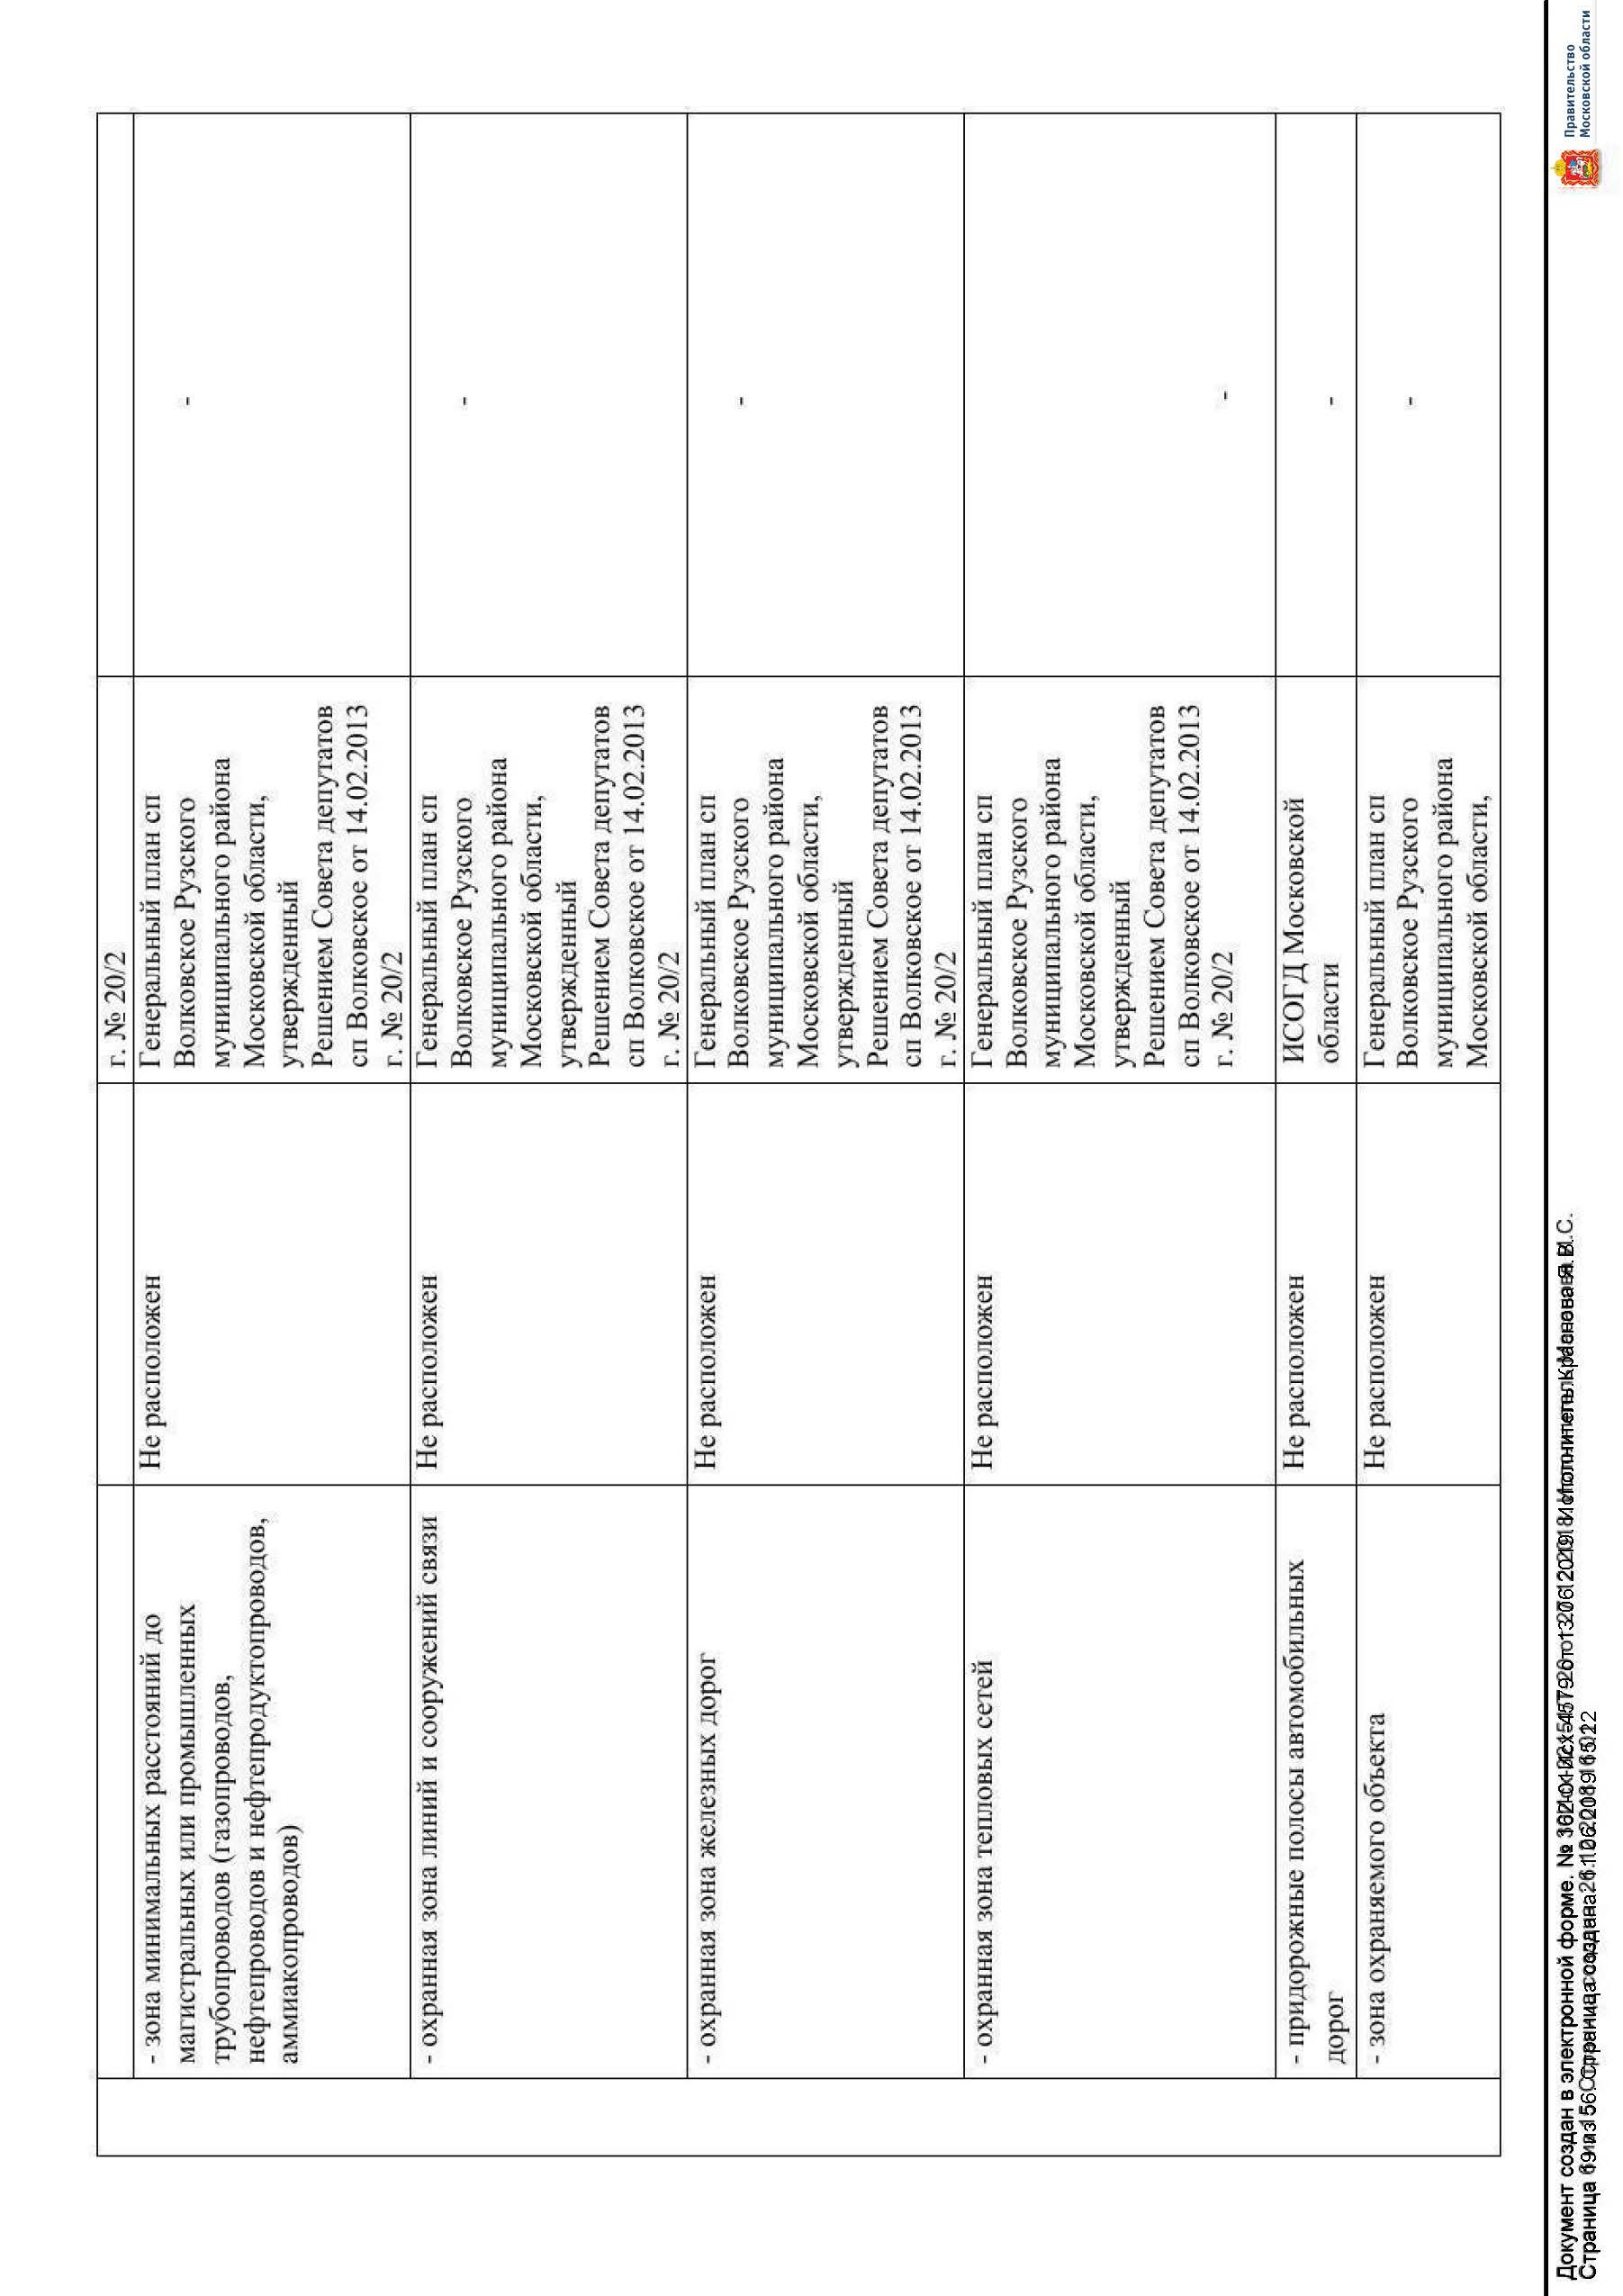 г. № 20/2
- зона минимальных расстояний до
магистральных или промышленных
трубопроводов (газопроводов,
нефтепроводов и нефтепродуктопроводов,
аммиакопроводов)
Не расположен
Генеральный план сп
Волковское Рузского
муниципального района
Московской области,
утвержденный
Решением Совета депутатов
сп Волковское от 14.02.2013
г. № 20/2
-
- охранная зона линий и сооружений связи
Не расположен
Генеральный план сп
Волковское Рузского
муниципального района
Московской области,
утвержденный
Решением Совета депутатов
сп Волковское от 14.02.2013
г. № 20/2
-
- охранная зона железных дорог
Не расположен
Генеральный план сп
Волковское Рузского
муниципального района
Московской области,
утвержденный
Решением Совета депутатов
сп Волковское от 14.02.2013
г. № 20/2
-
- охранная зона тепловых сетей
Не расположен
Генеральный план сп
Волковское Рузского
муниципального района
Московской области,
утвержденный
Решением Совета депутатов
сп Волковское от 14.02.2013
г. № 20/2
-
- придорожные полосы автомобильных
дорог
Не расположен
ИСОГД Московской
области
-
- зона охраняемого объекта
Не расположен
Генеральный план сп
Волковское Рузского
муниципального района
Московской области,
-
Документ создан в электронной форме. №
Страница
Правительство
Московской области